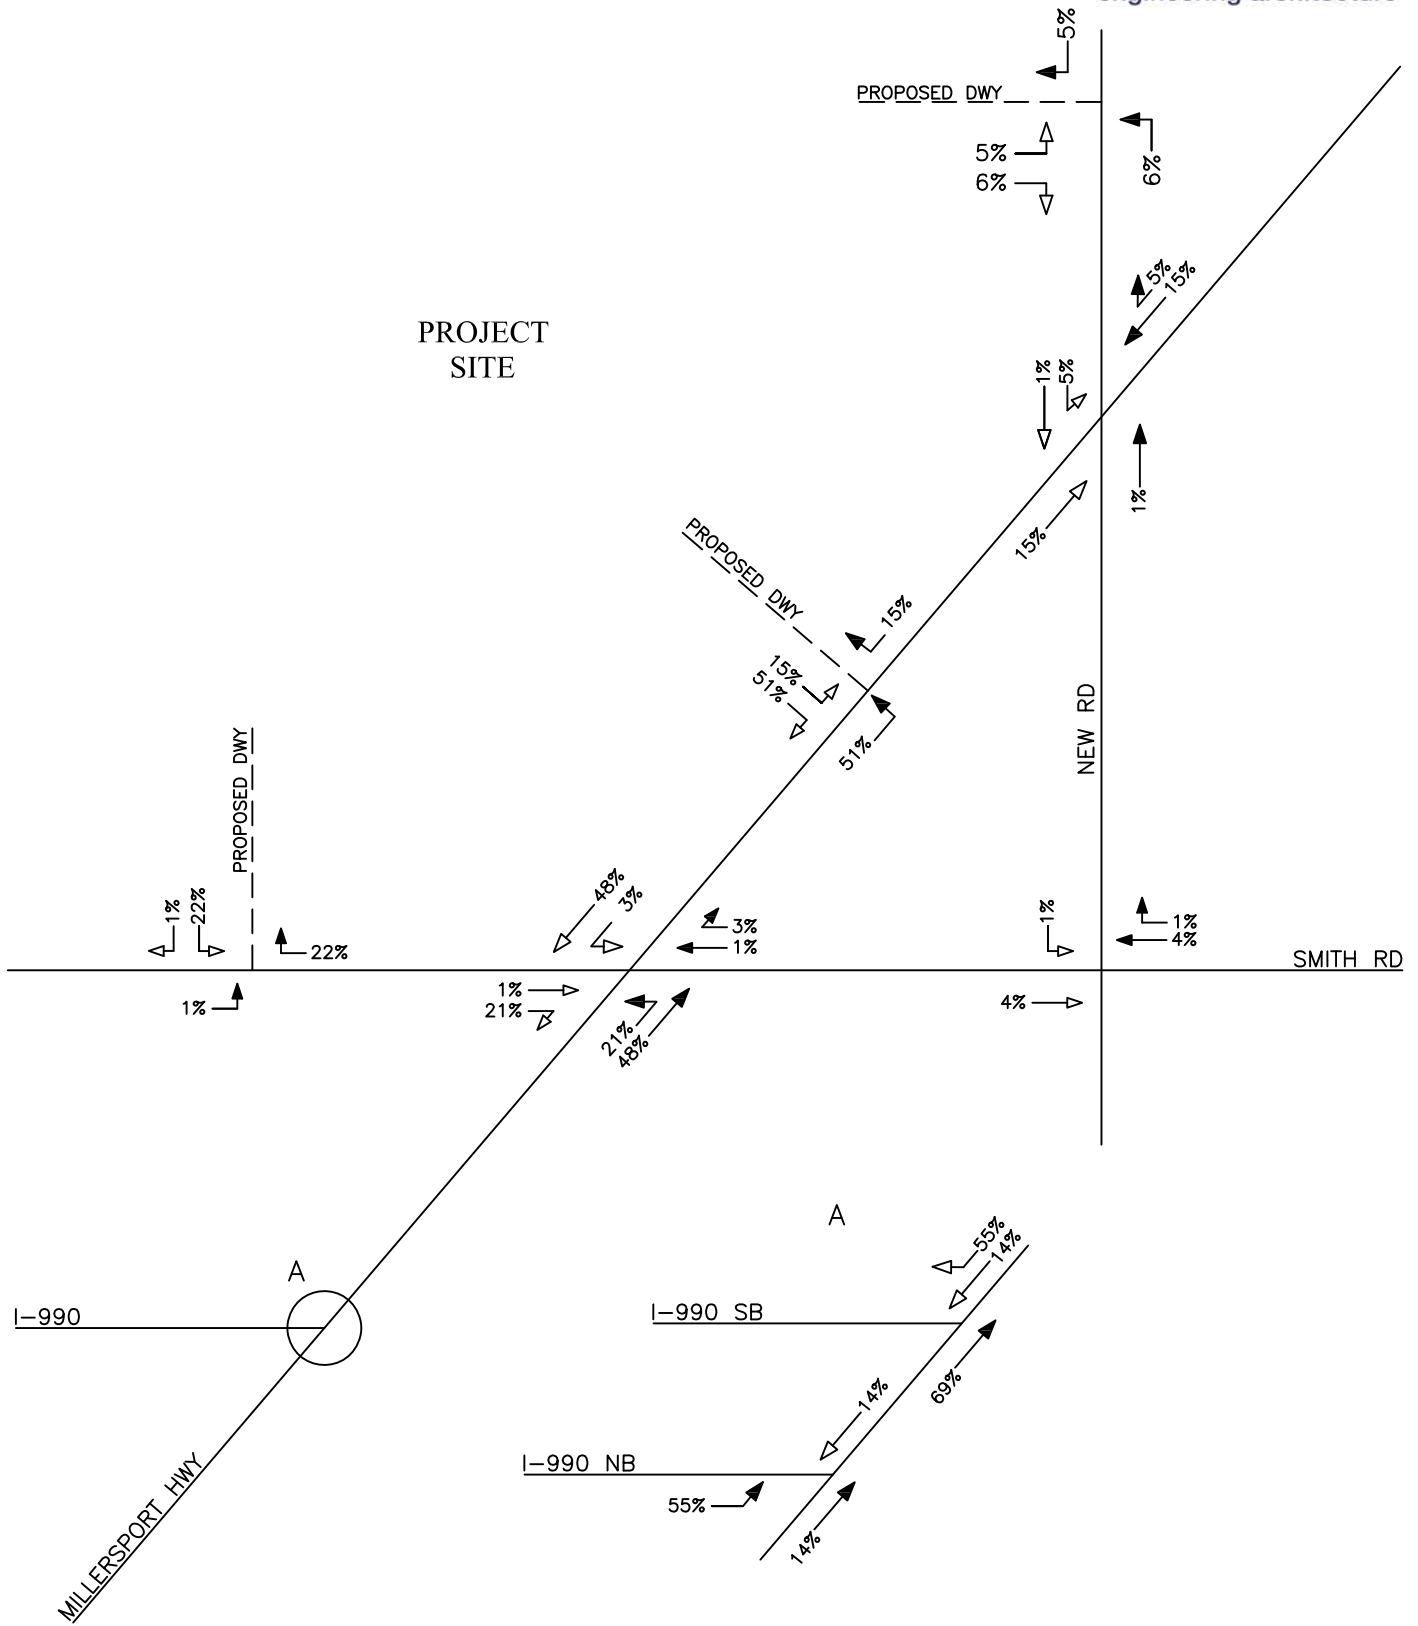 5%
PROPOSED DWY
5%
6%
6%
5%
15%
PROJECT
SITE
1%
5%
1%
15%
PROPOSED DWY
15%
15%
51%
51%
NEW RD
PROPOSED DWY
1%
22%
22%
1%
48%
3%
3%
1%
1%
21%
21%
48%
1%
1%
4%
SMITH RD
4%
A
A
I-990
MILLERSPORT HWY
55%
14%
I-990 SB
69%
14%
I-990 NB
55%
14%